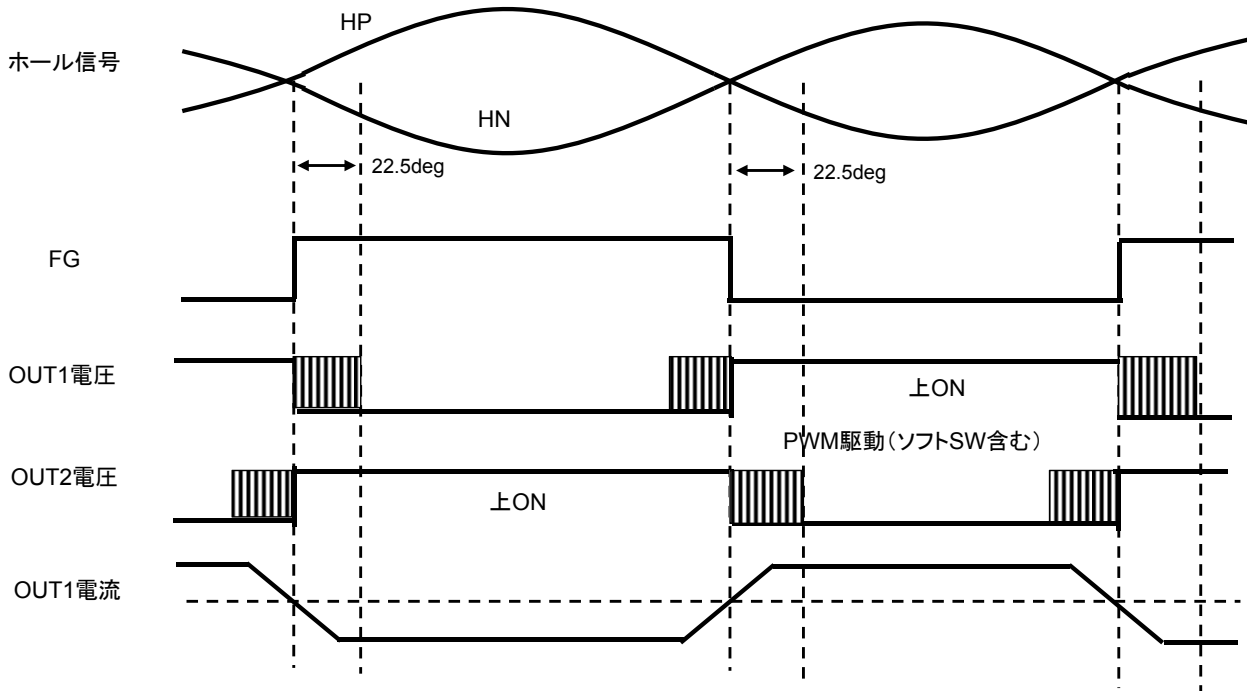 HP
ホール信号
HN
22.5deg
22.5deg
FG
OUT1電圧
上ON
PWM駆動（ソフトSW含む）
OUT2電圧
上ON
OUT1電流